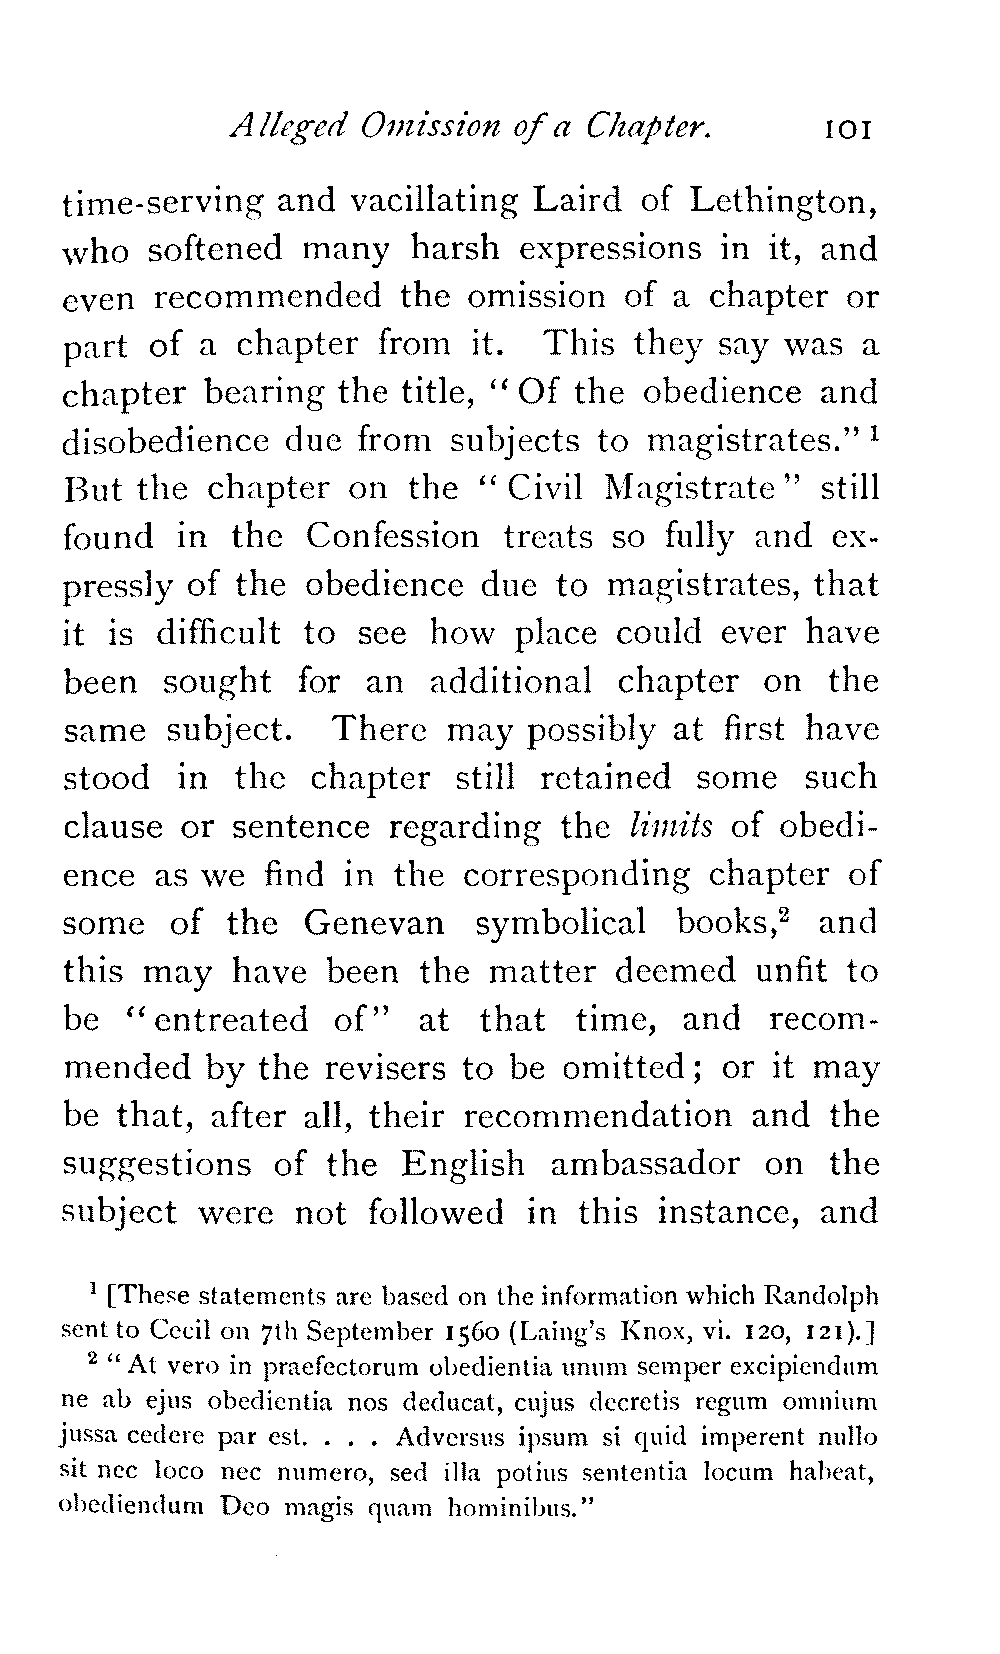 Alleged Omission of a Chapter. 101
time-serving and vacillating Laird of Lethington,
who softened many harsh expressions in it, and
even recommended the omission of a chapter or
part of a chapter from it. This they say was a
chapter bearing the title, “ Of the obedience and
disobedience due from subjects to magistrates.” ¹
But the chapter on the “ Civil Magistrate ” still
found in the Confession treats so fully and ex-
pressly of the obedience due to magistrates, that
it is difficult to see how place could ever have
been sought for an additional chapter on the
same subject. There may possibly at first have
stood in the chapter still retained some such
clause or sentence regarding the limits of obedi-
ence as we find in the corresponding chapter of
some of the Genevan symbolical books,² and
this may have been the matter deemed unfit to
be “ entreated of ” at that time, and recom-
mended by the revisers to be omitted ; or it may
be that, after all, their recommendation and the
suggestions of the English ambassador on the
subject were not followed in this instance, and
¹ [These statements are based on the information which Randolph
sent to Cecil on 7th September 1560 (Laing’s Knox, vi. 120, 121).]
² “ At vero in praefectorum obedientia unum semper excipiendum
ne ab ejus obedientia nos deducat, cujus decretis regum omnium
jussa cedere par est. . . . Adversus ipsum si quid imperent nullo
sit nec loco nec numero, sed illa potius sententia locum habeat,
obediendum Deo magis quam hominibus.”